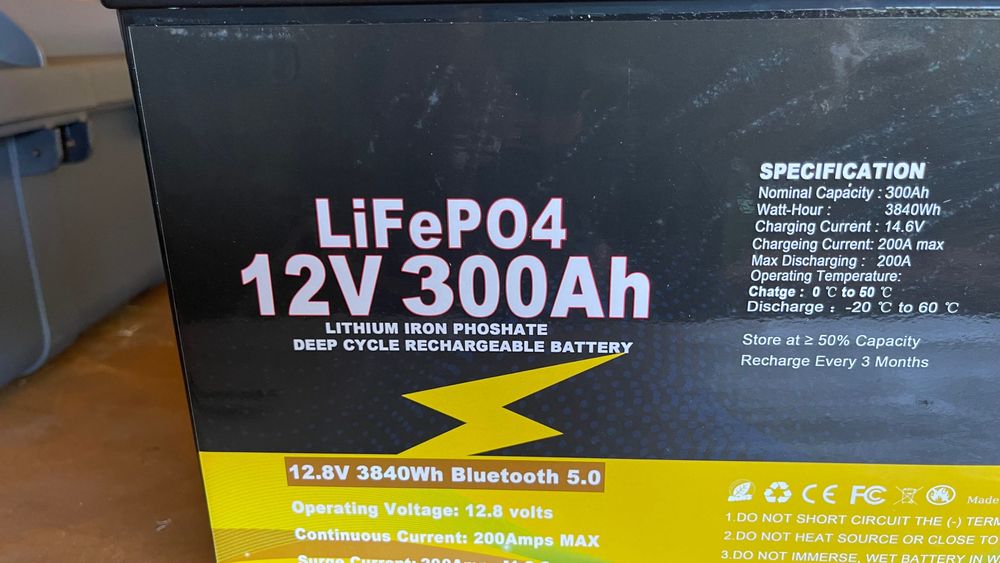 LiFePO4
12V 300Ah
LITHIUM IRON PHOSHATE
DEEP CYCLE RECHARGEABLE BATTERY
SPECIFICATION
Nominal Capacity : 300Ah
Watt-Hour : 3840Wh
Charging Current : 14.6V
Chargeing Current: 200A max
Max Discharging : 200A
Operating Temperature:
Chatge : 0 ℃ to 50 ℃
Discharge : -20 ℃ to 60 ℃
Store at ≥ 50% Capacity
Recharge Every 3 Months
12.8V 3840Wh Bluetooth 5.0
Operating Voltage: 12.8 volts
Continuous Current: 200Amps MAX
Surge Current:
CE FC Made
1.DO NOT SHORT CIRCUIT THE (-) TERM
2.DO NOT HEAT SOURCE OR CLOSE TO
3.DO NOT IMMERSE, WET BATTERY IN W